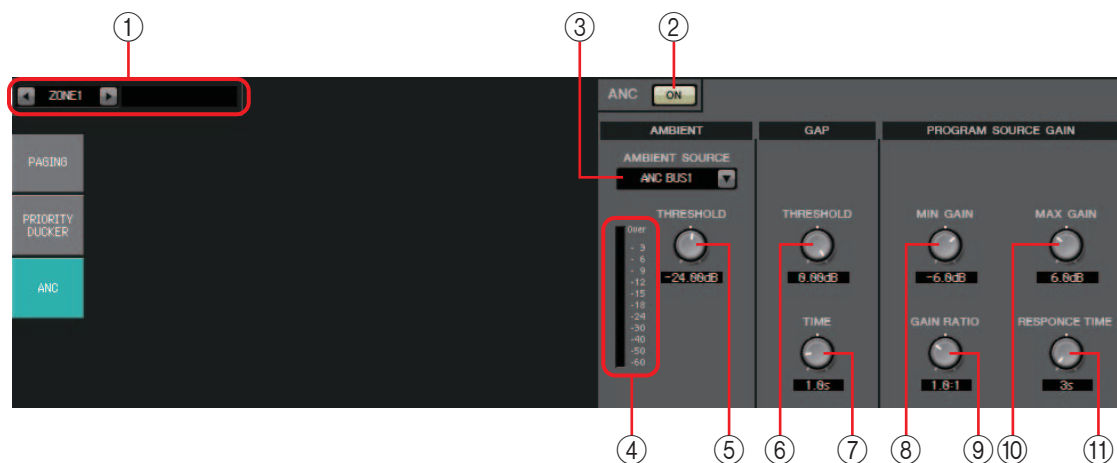 ① ③ ②
ZONE1
ANC ON
AMBIENT GAP PROGRAM SOURCE GAIN
PAGING
AMBIENT SOURCE
ANC BUS1
PRIORITY
DUCKER
THRESHOLD THRESHOLD MIN GAIN MAX GAIN
Over
- 3
- 6
- 9
-12
-15
-18
-24
-30
-40
-50
-60
-24.00dB 0.00dB -6.0dB 6.0dB
ANC
TIME GAIN RATIO RESPONCE TIME
1.0s 1.0:1 3s
④ ⑤ ⑥ ⑦ ⑧ ⑨ ⑩ ⑪